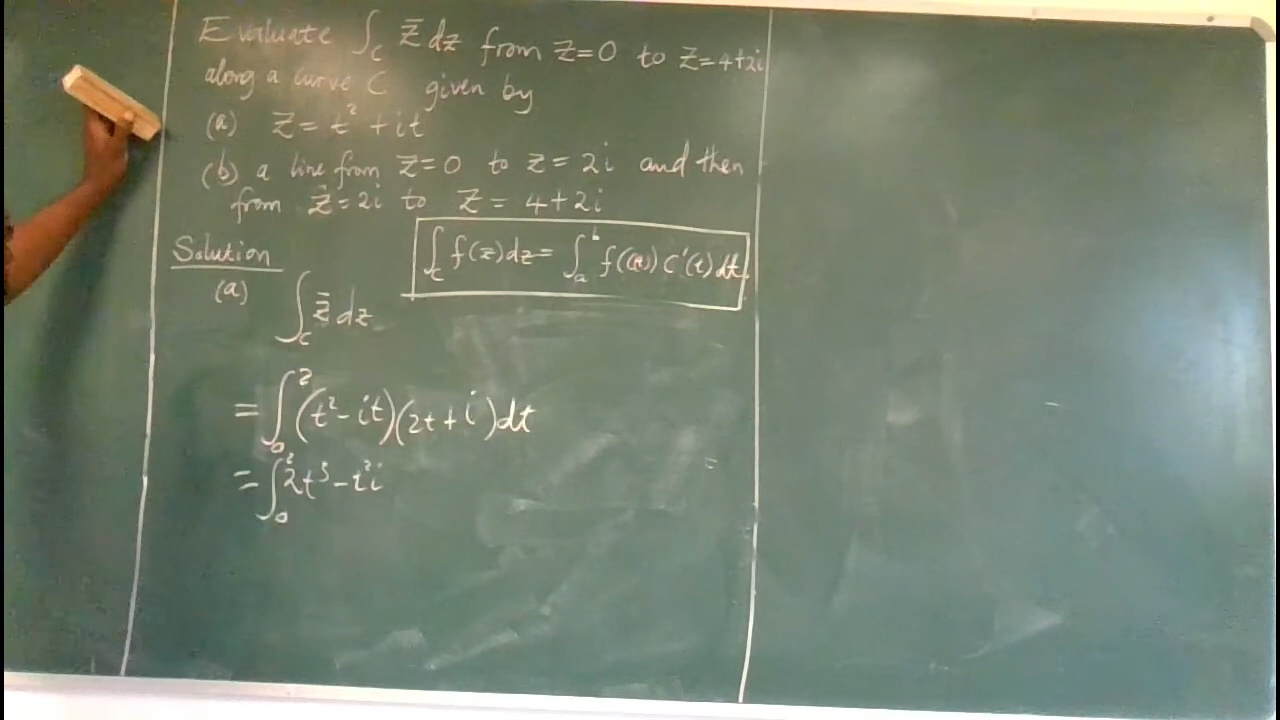 Evaluate ∫_C z̄ dz from z=0 to z=4+2i
along a curve C given by
(a) z = t² + it
(b) a line from z=0 to z = 2i and then
from z=2i to z = 4+2i
Solution
∫_C f(z)dz = ∫_a^b f(C(t)) C'(t) dt
(a) ∫_C z̄ dz
= ∫_0^2 (t² - it)(2t + i)dt
= ∫_0^2 2t³ - t²i